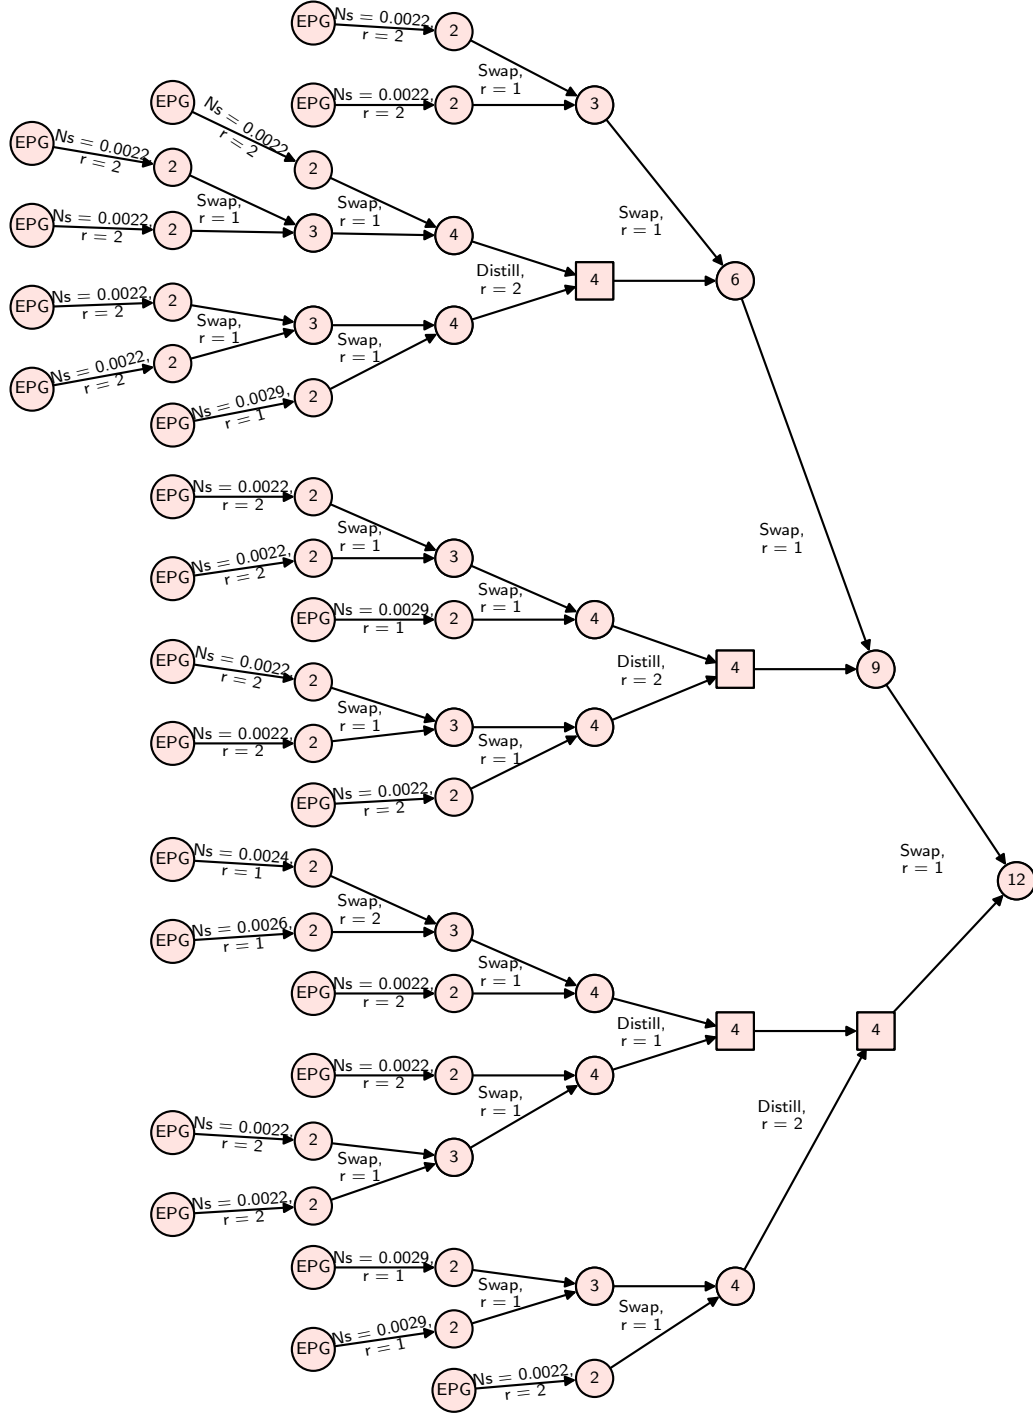 EPG Ns = 0.0022, 2
r = 2
Swap,
r = 1
EPG Ns = 0.0022, 2 3
r = 2
EPG Ns = 0.0022,
r = 2
EPG Ns = 0.0022, 2 2
r = 2
Swap,
r = 1
Swap,
r = 1
Swap,
r = 1
EPG Ns = 0.0022, 2 3 4
r = 2
Distill,
r = 2
4 6
EPG Ns = 0.0022, 2
r = 2
Swap,
r = 1
3 4
Swap,
r = 1
EPG Ns = 0.0022, 2
r = 2
EPG Ns = 0.0029, 2
r = 1
EPG Ns = 0.0022, 2
r = 2
Swap,
r = 1
Swap,
r = 1
EPG Ns = 0.0022, 2 3
r = 2
Swap,
r = 1
EPG Ns = 0.0029, 2 4
r = 1
EPG Ns = 0.0022, 2
r = 2
Distill,
r = 2
4 9
Swap,
r = 1
3 4
EPG Ns = 0.0022, 2
r = 2
Swap,
r = 1
EPG Ns = 0.0022, 2
r = 2
EPG Ns = 0.0024, 2
r = 1
Swap,
r = 1
12
Swap,
r = 2
EPG Ns = 0.0026, 2 3
r = 1
Swap,
r = 1
EPG Ns = 0.0022, 2 4
r = 2
Distill,
r = 1
4 4
EPG Ns = 0.0022, 2 4
r = 2
Swap,
r = 1
Distill,
r = 2
EPG Ns = 0.0022, 2
r = 2
Swap,
r = 1
3
EPG Ns = 0.0022, 2
r = 2
EPG Ns = 0.0029, 2
r = 1
Swap,
r = 1
3 4
Swap,
r = 1
EPG Ns = 0.0029, 2
r = 1
EPG Ns = 0.0022, 2
r = 2